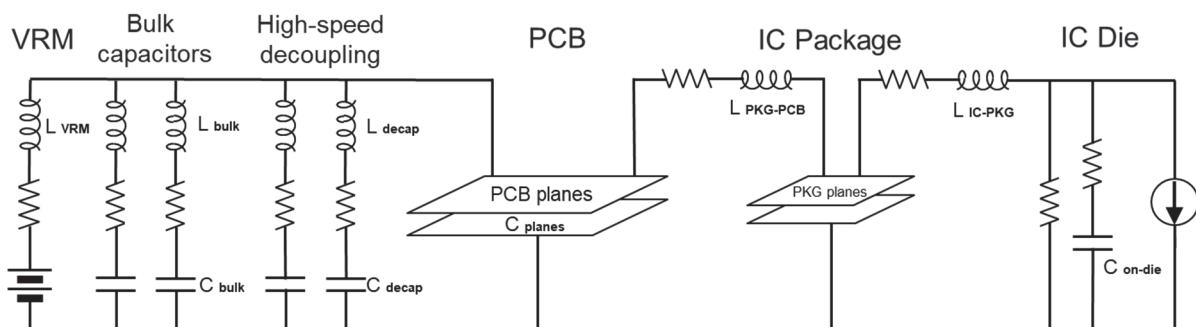 VRM
Bulk
capacitors
High-speed
decoupling
PCB
IC Package
IC Die
L VRM
L bulk
L decap
L PKG-PCB
L IC-PKG
PCB planes
C planes
PKG planes
C bulk
C decap
C on-die